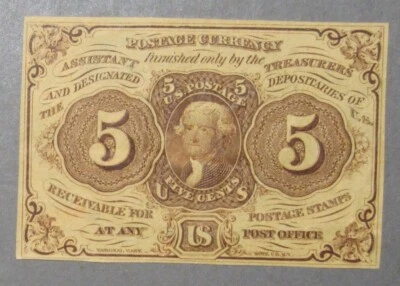 POSTAGE CURRENCY
furnished only by the
ASSISTANT TREASURERS
AND DESIGNATED DEPOSITARIES OF
THE
5 5
U.S. POSTAGE
5 5
FIVE CENTS
U S
RECEIVABLE FOR POSTAGE STAMPS
AT ANY US POST OFFICE